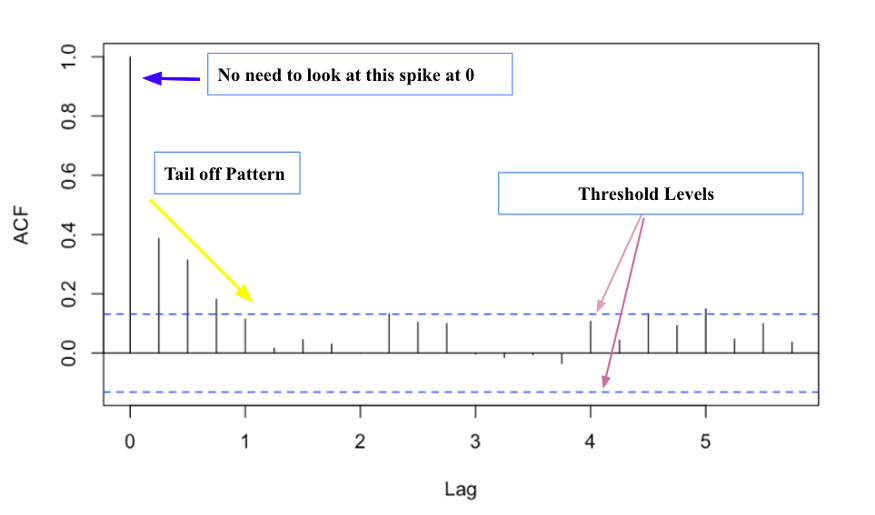 No need to look at this spike at 0
Tail off Pattern
Threshold Levels
ACF
1.0
0.8
0.6
0.4
0.2
0.0
0 1 2 3 4 5
Lag